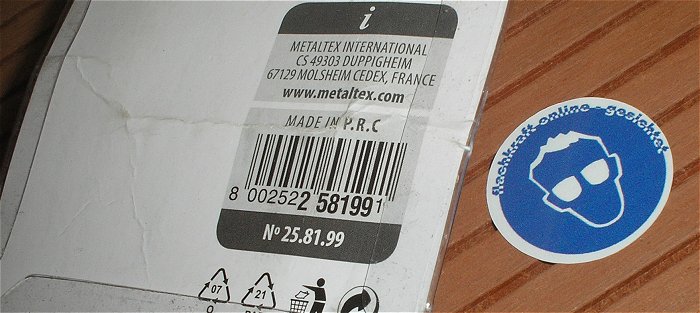 i
METALTEX INTERNATIONAL
CS 49303 DUPPIGHEIM
67129 MOLSHEIM CEDEX, FRANCE
www.metaltex.com
MADE IN P.R.C
8 002522 581991
Nº 25.81.99
07
21
flachkraft-online - gesichtet